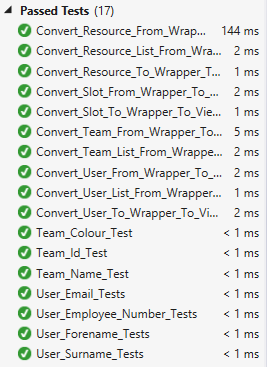 Passed Tests (17)
Convert_Resource_From_Wrap... 144 ms
Convert_Resource_List_From_Wra... 2 ms
Convert_Resource_To_Wrapper_T... 1 ms
Convert_Slot_From_Wrapper_To_... 2 ms
Convert_Slot_To_Wrapper_To_Vie... 1 ms
Convert_Team_From_Wrapper_To... 5 ms
Convert_Team_List_From_Wrappe... 2 ms
Convert_User_From_Wrapper_To_... 2 ms
Convert_User_List_From_Wrapper... 1 ms
Convert_User_To_Wrapper_To_Vi... 2 ms
Team_Colour_Test < 1 ms
Team_Id_Test < 1 ms
Team_Name_Test < 1 ms
User_Email_Tests < 1 ms
User_Employee_Number_Tests < 1 ms
User_Forename_Tests < 1 ms
User_Surname_Tests < 1 ms